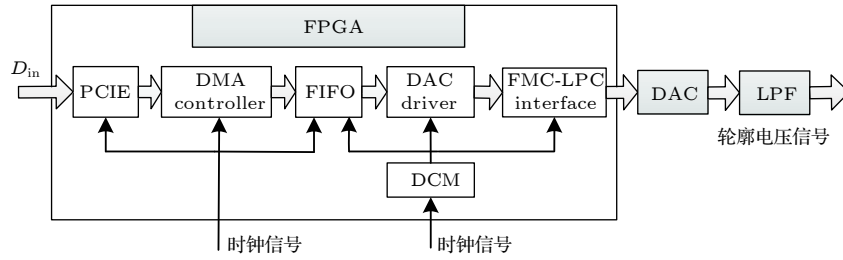 FPGA
Din
PCIE
DMA
controller
FIFO
DAC
driver
FMC-LPC
interface
DAC
LPF
轮廓电压信号
DCM
时钟信号
时钟信号